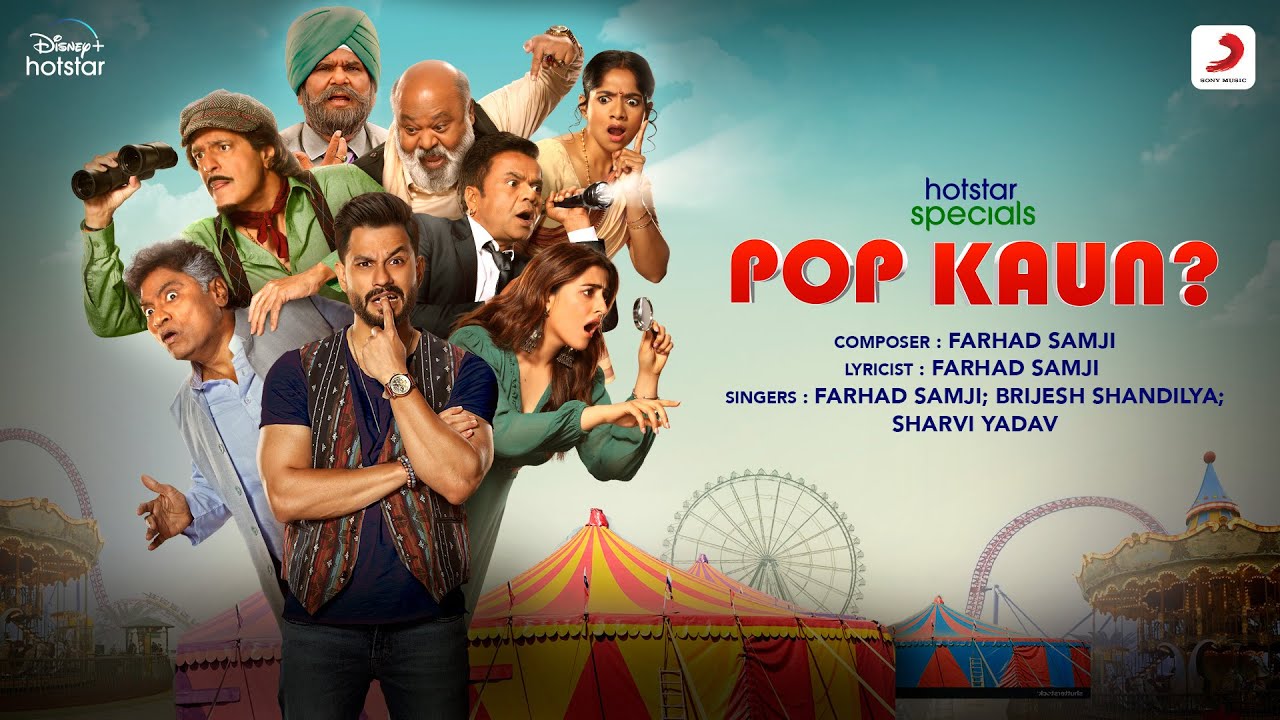 Disney+
hotstar
SONY MUSIC
hotstar
specials
POP KAUN?
COMPOSER : FARHAD SAMJI
LYRICIST : FARHAD SAMJI
SINGERS : FARHAD SAMJI; BRIJESH SHANDILYA;
SHARVI YADAV